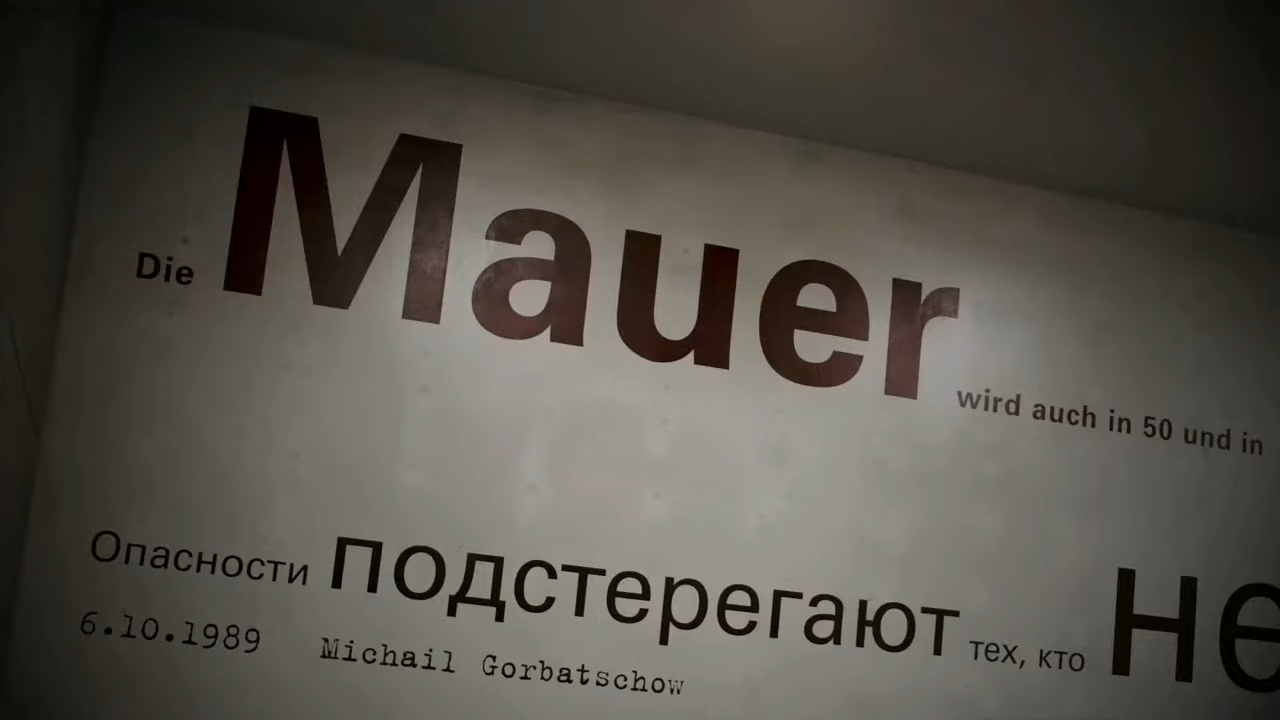 Die Mauer wird auch in 50 und in
Опасности подстерегают тех, кто не
6.10.1989 Michail Gorbatschow